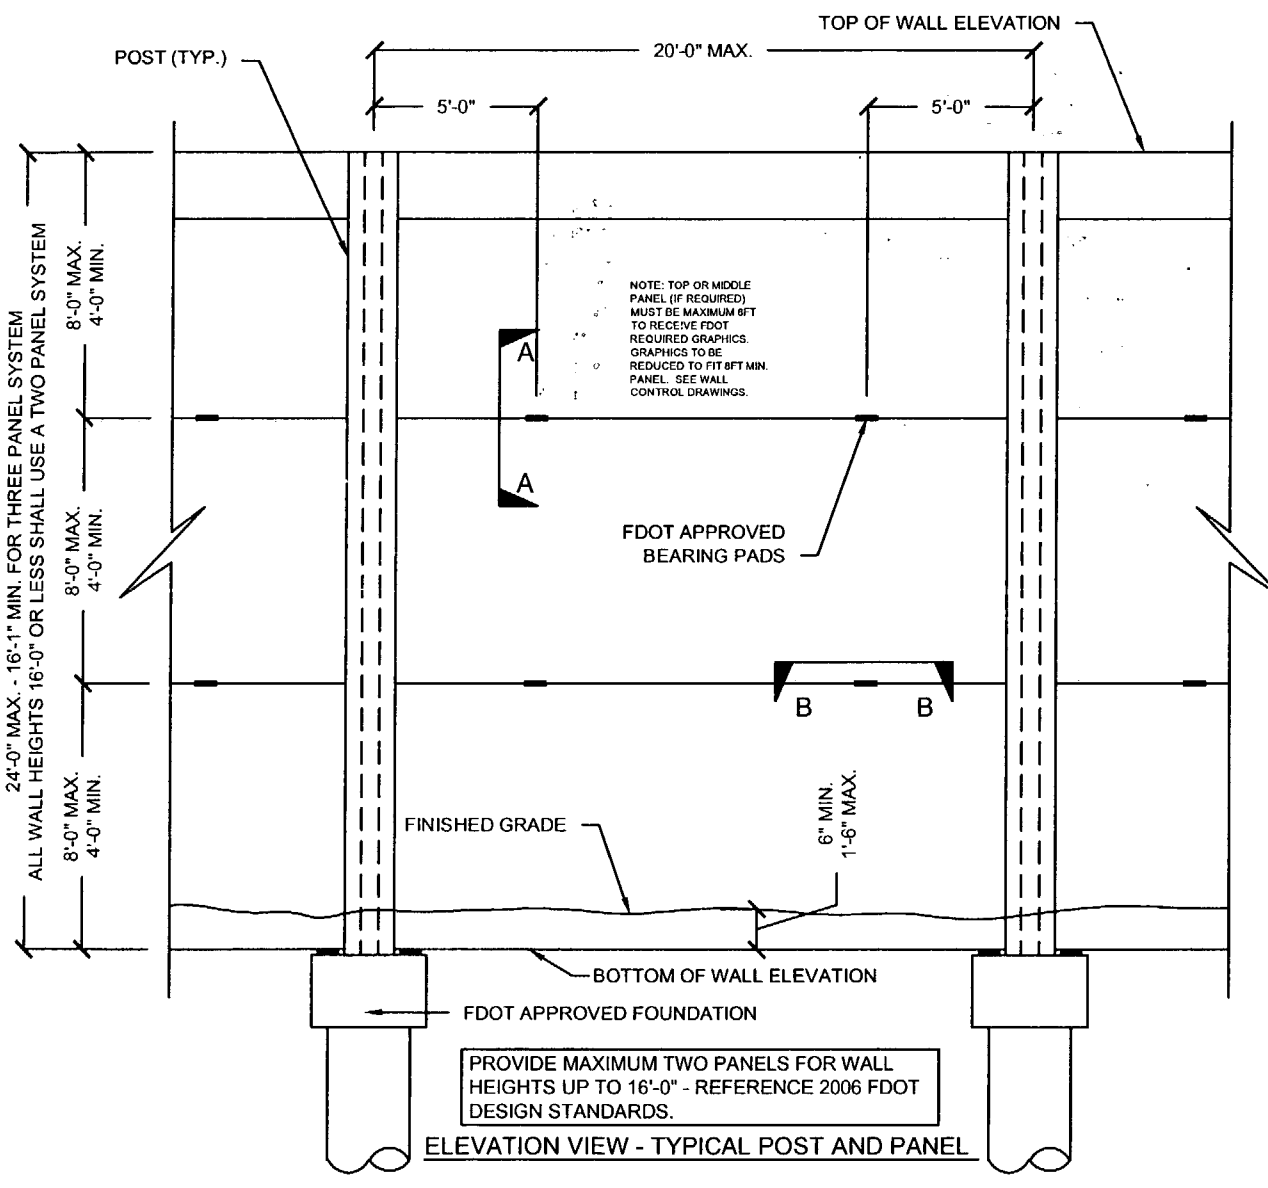 TOP OF WALL ELEVATION
POST (TYP.)
20'-0" MAX.
5'-0"
5'-0"
24'-0" MAX. - 16'-1" MIN. FOR THREE PANEL SYSTEM
ALL WALL HEIGHTS 16'-0" OR LESS SHALL USE A TWO PANEL SYSTEM
8'-0" MAX.
4'-0" MIN.
NOTE: TOP OR MIDDLE
PANEL (IF REQUIRED)
MUST BE MAXIMUM 8FT
TO RECEIVE FDOT
REQUIRED GRAPHICS.
GRAPHICS TO BE
REDUCED TO FIT 8FT MIN.
PANEL. SEE WALL
CONTROL DRAWINGS.
A
A
8'-0" MAX.
4'-0" MIN.
FDOT APPROVED
BEARING PADS
B B
8'-0" MAX.
4'-0" MIN.
6" MIN.
1'-6" MAX.
FINISHED GRADE
BOTTOM OF WALL ELEVATION
FDOT APPROVED FOUNDATION
PROVIDE MAXIMUM TWO PANELS FOR WALL
HEIGHTS UP TO 16'-0" - REFERENCE 2006 FDOT
DESIGN STANDARDS.
ELEVATION VIEW - TYPICAL POST AND PANEL